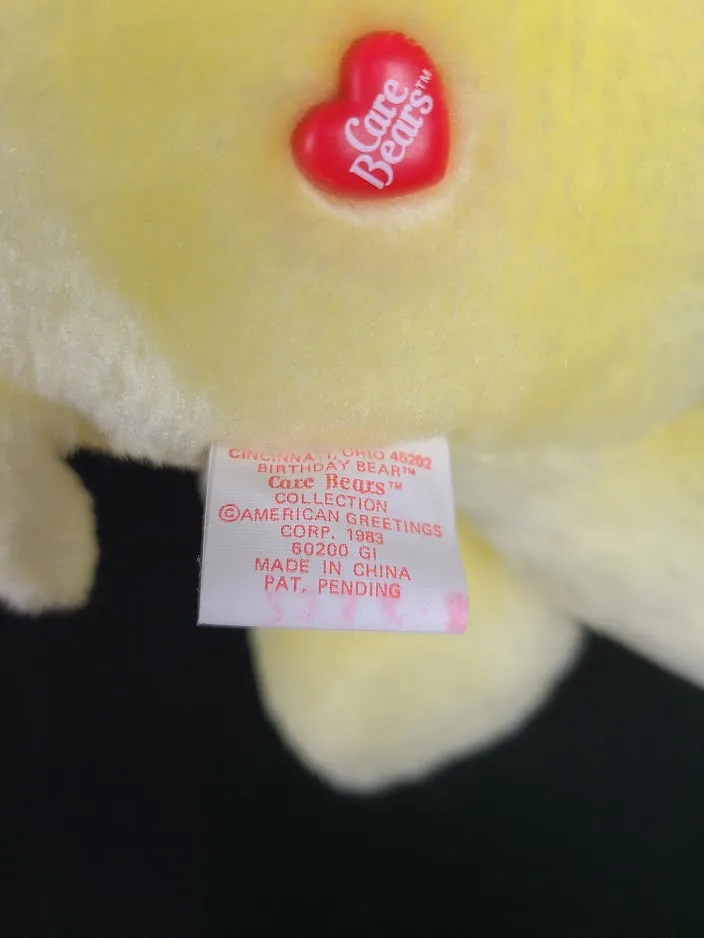 Care
Bears™
CINCINNATI, OHIO 45202
BIRTHDAY BEAR™
Care Bears™
COLLECTION
©AMERICAN GREETINGS
CORP. 1983
60200 GI
MADE IN CHINA
PAT. PENDING